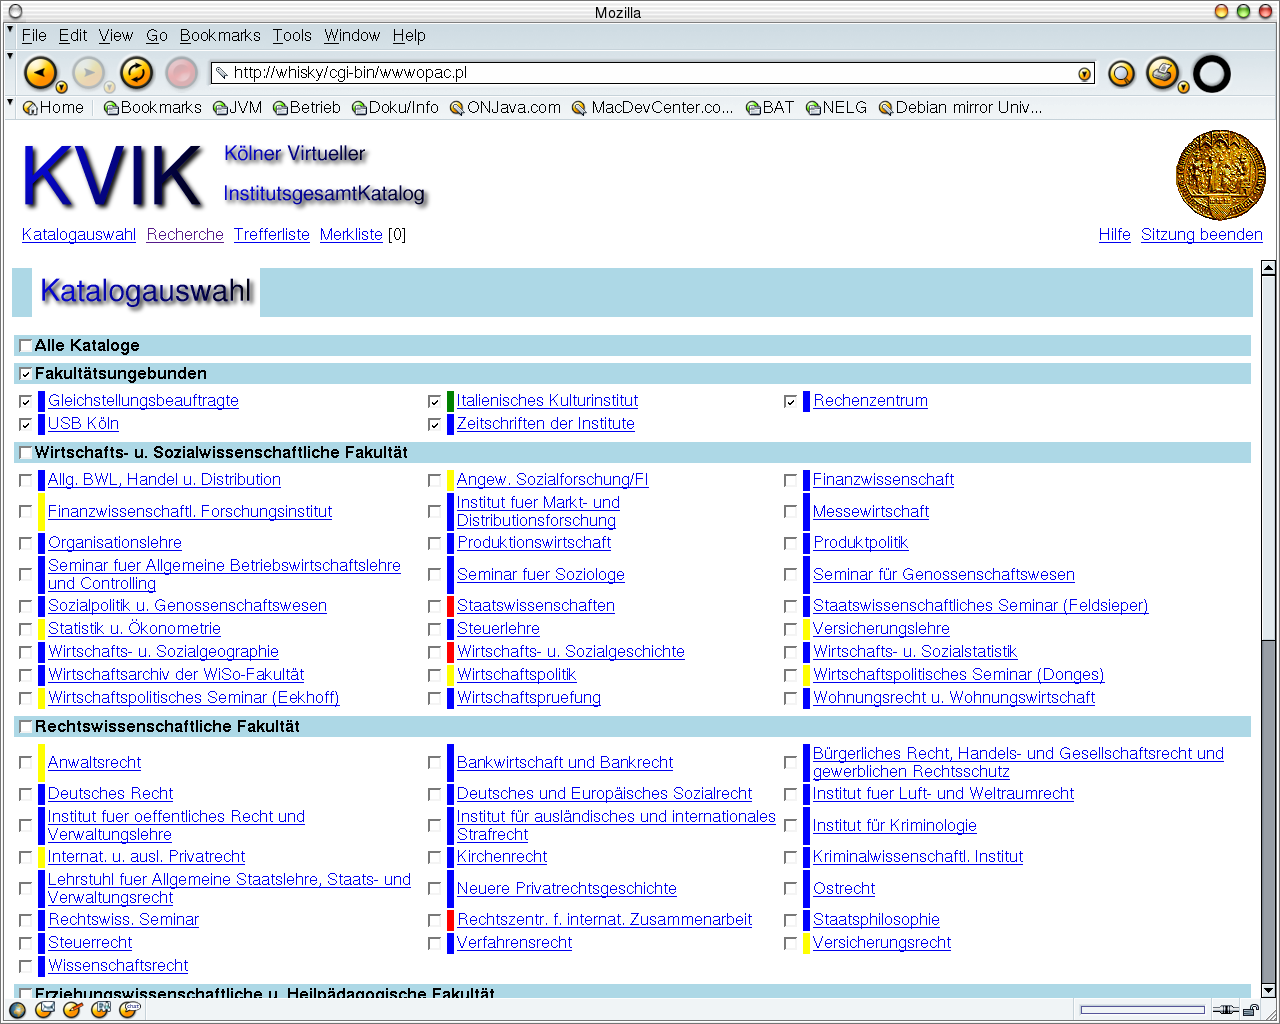 Mozilla
File Edit View Go Bookmarks Tools Window Help
http://whisky/cgi-bin/wwwopac.pl
Home Bookmarks JVM Betrieb Doku/Info ONJava.com MacDevCenter.co... BAT NELG Debian mirror Univ...
KVIK
Kölner Virtueller
InstitutsgesamtKatalog
Katalogauswahl Recherche Trefferliste Merkliste [0] Hilfe Sitzung beenden
Katalogauswahl
Alle Kataloge
Fakultätsungebunden
Gleichstellungsbeauftragte Italienisches Kulturinstitut Rechenzentrum
USB Köln Zeitschriften der Institute
Wirtschafts- u. Sozialwissenschaftliche Fakultät
Allg. BWL, Handel u. Distribution Angew. Sozialforschung/FI Finanzwissenschaft
Finanzwissenschaftl. Forschungsinstitut
Institut fuer Markt- und
Distributionsforschung
Messewirtschaft
Organisationslehre Produktionswirtschaft Produktpolitik
Seminar fuer Allgemeine Betriebswirtschaftslehre
und Controlling
Seminar fuer Soziologe Seminar für Genossenschaftswesen
Sozialpolitik u. Genossenschaftswesen Staatswissenschaften Staatswissenschaftliches Seminar (Feldsieper)
Statistik u. Ökonometrie Steuerlehre Versicherungslehre
Wirtschafts- u. Sozialgeographie Wirtschafts- u. Sozialgeschichte Wirtschafts- u. Sozialstatistik
Wirtschaftsarchiv der WiSo-Fakultät Wirtschaftspolitik Wirtschaftspolitisches Seminar (Donges)
Wirtschaftspolitisches Seminar (Eekhoff) Wirtschaftspruefung Wohnungsrecht u. Wohnungswirtschaft
Rechtswissenschaftliche Fakultät
Anwaltsrecht Bankwirtschaft und Bankrecht
Bürgerliches Recht, Handels- und Gesellschaftsrecht und
gewerblichen Rechtsschutz
Deutsches Recht Deutsches und Europäisches Sozialrecht Institut fuer Luft- und Weltraumrecht
Institut fuer oeffentliches Recht und
Verwaltungslehre
Institut für ausländisches und internationales
Strafrecht
Institut für Kriminologie
Internat. u. ausl. Privatrecht Kirchenrecht Kriminalwissenschaftl. Institut
Lehrstuhl fuer Allgemeine Staatslehre, Staats- und
Verwaltungsrecht
Neuere Privatrechtsgeschichte Ostrecht
Rechtswiss. Seminar Rechtszentr. f. internat. Zusammenarbeit Staatsphilosophie
Steuerrecht Verfahrensrecht Versicherungsrecht
Wissenschaftsrecht
Erziehungswissenschaftliche u. Heilpädagogische Fakultät